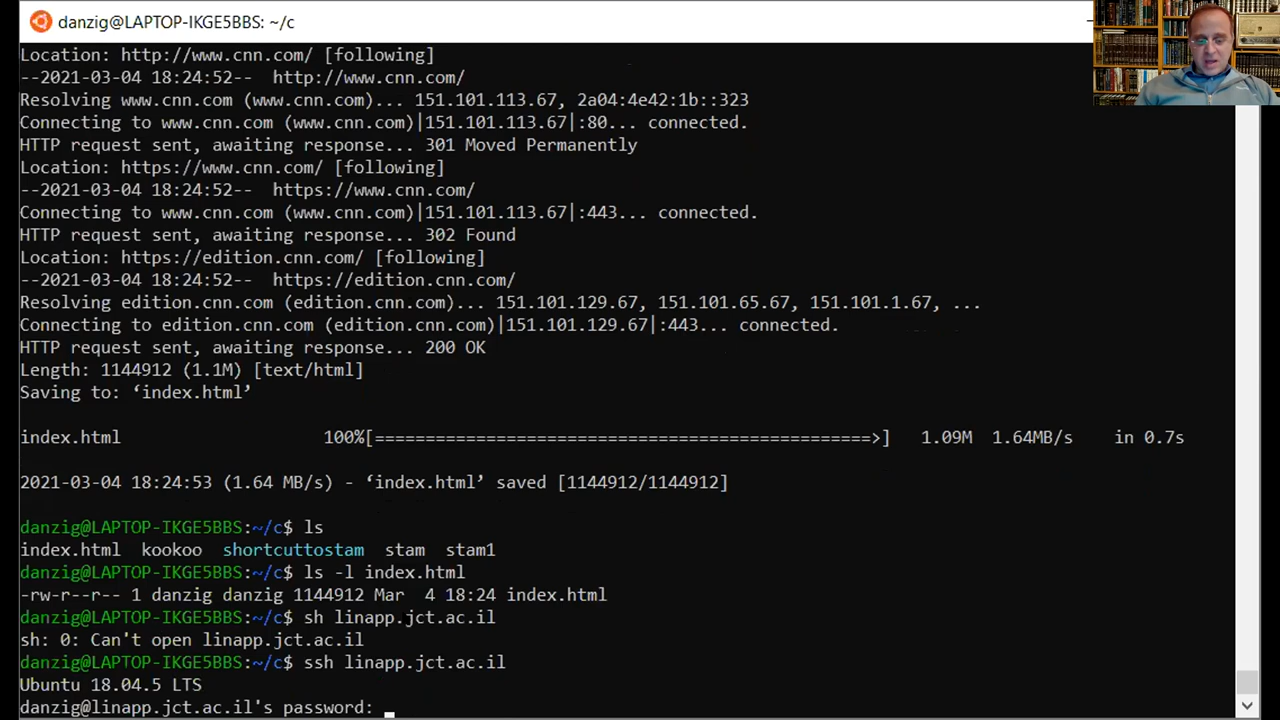 danzig@LAPTOP-IKGE5BBS: ~/c
Location: http://www.cnn.com/ [following]
--2021-03-04 18:24:52--  http://www.cnn.com/
Resolving www.cnn.com (www.cnn.com)... 151.101.113.67, 2a04:4e42:1b::323
Connecting to www.cnn.com (www.cnn.com)|151.101.113.67|:80... connected.
HTTP request sent, awaiting response... 301 Moved Permanently
Location: https://www.cnn.com/ [following]
--2021-03-04 18:24:52--  https://www.cnn.com/
Connecting to www.cnn.com (www.cnn.com)|151.101.113.67|:443... connected.
HTTP request sent, awaiting response... 302 Found
Location: https://edition.cnn.com/ [following]
--2021-03-04 18:24:52--  https://edition.cnn.com/
Resolving edition.cnn.com (edition.cnn.com)... 151.101.129.67, 151.101.65.67, 151.101.1.67, ...
Connecting to edition.cnn.com (edition.cnn.com)|151.101.129.67|:443... connected.
HTTP request sent, awaiting response... 200 OK
Length: 1144912 (1.1M) [text/html]
Saving to: ‘index.html’
index.html                    100%[=================================================>]   1.09M  1.64MB/s    in 0.7s
2021-03-04 18:24:53 (1.64 MB/s) - ‘index.html’ saved [1144912/1144912]
danzig@LAPTOP-IKGE5BBS:~/c$ ls
index.html  kookoo  shortcuttostam  stam  stam1
danzig@LAPTOP-IKGE5BBS:~/c$ ls -l index.html
-rw-r--r-- 1 danzig danzig 1144912 Mar  4 18:24 index.html
danzig@LAPTOP-IKGE5BBS:~/c$ sh linapp.jct.ac.il
sh: 0: Can't open linapp.jct.ac.il
danzig@LAPTOP-IKGE5BBS:~/c$ ssh linapp.jct.ac.il
Ubuntu 18.04.5 LTS
danzig@linapp.jct.ac.il's password: